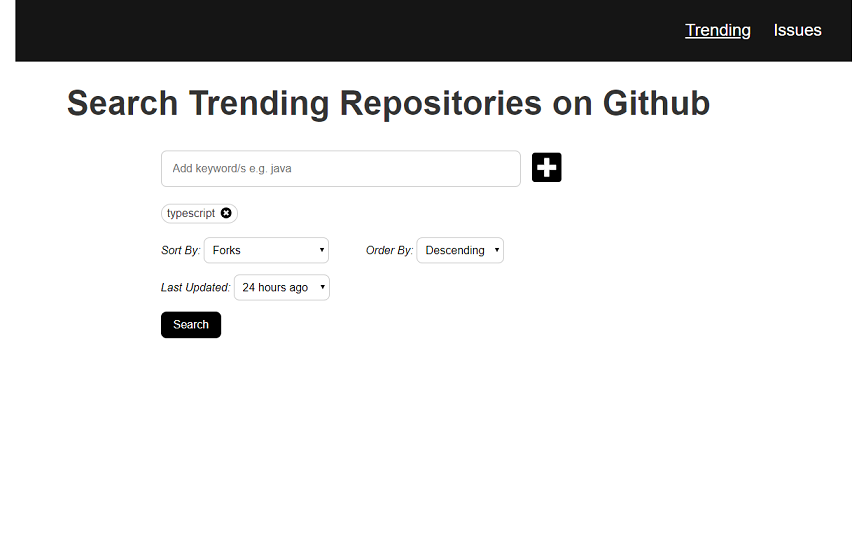 Trending Issues
Search Trending Repositories on Github
Add keyword/s e.g. java
typescript
Sort By: Forks Order By: Descending
Last Updated: 24 hours ago
Search